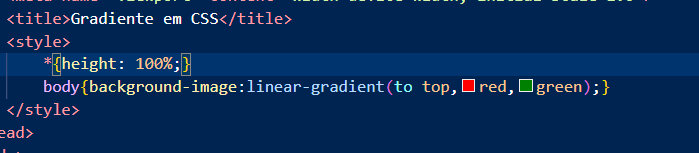 <title>Gradiente em CSS</title>
<style>
*{height: 100%;}
body{background-image:linear-gradient(to top,red,green);}
</style>
ead>